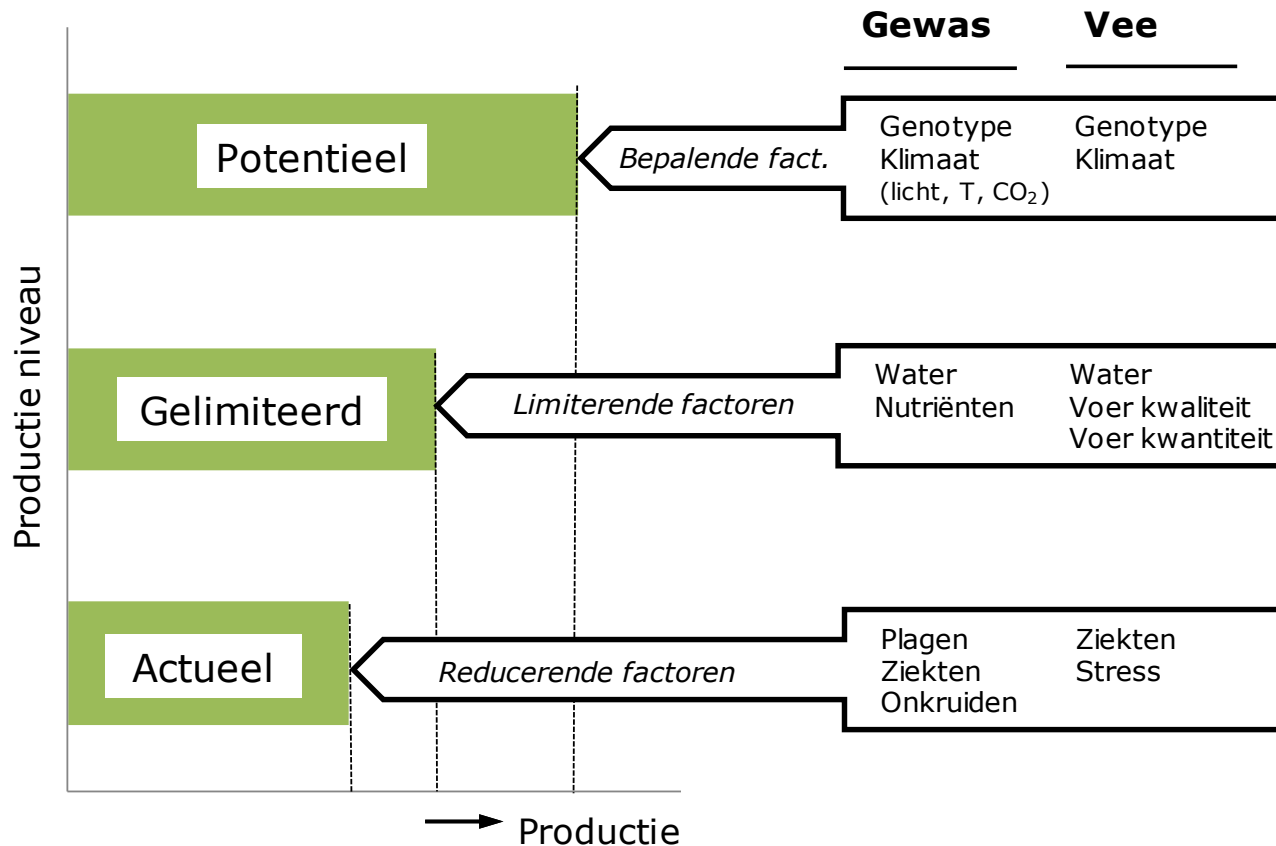 Gewas Vee
Potentieel
Bepalende fact.
Genotype
Klimaat
(licht, T, CO₂)
Genotype
Klimaat
Productie niveau
Gelimiteerd
Limiterende factoren
Water
Nutriënten
Water
Voer kwaliteit
Voer kwantiteit
Actueel
Reducerende factoren
Plagen
Ziekten
Onkruiden
Ziekten
Stress
Productie